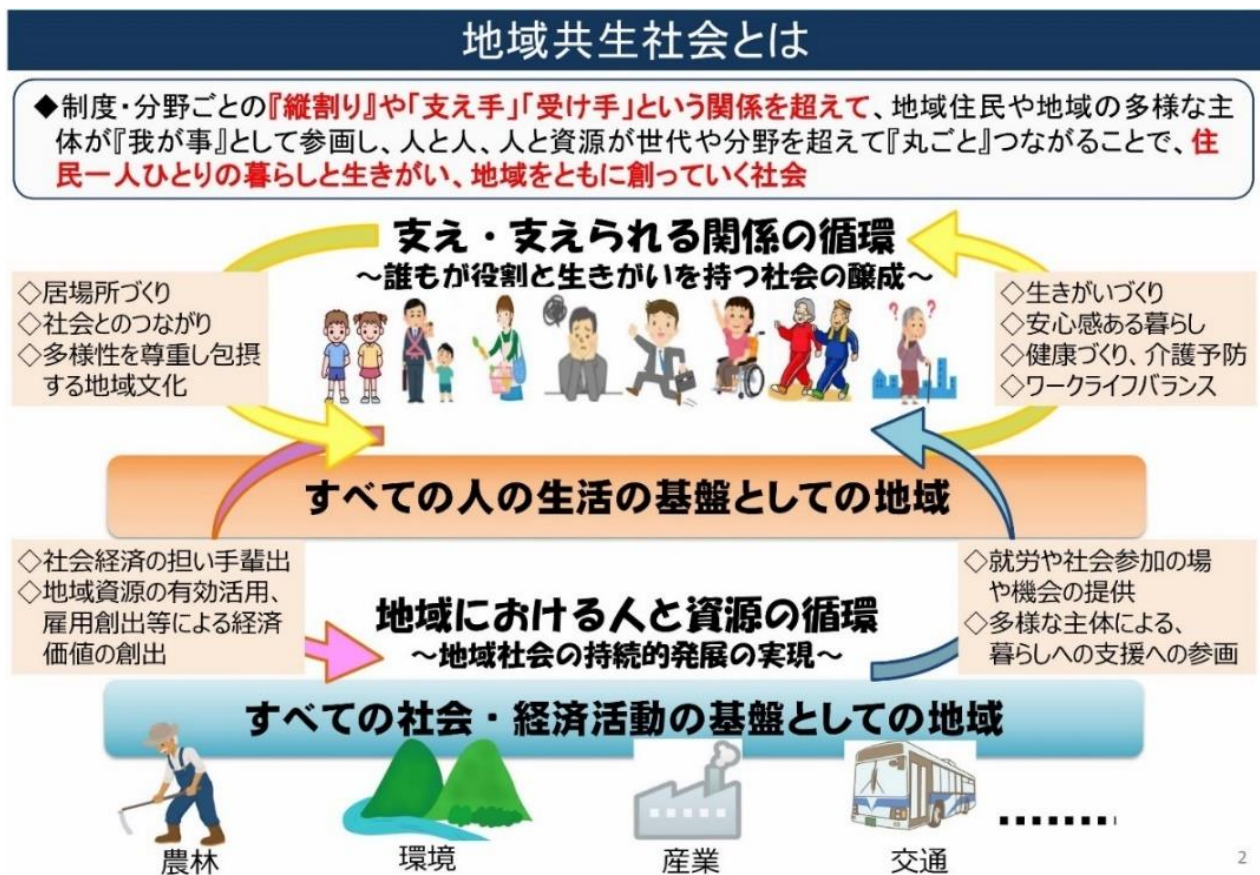 地域共生社会とは
◆制度・分野ごとの『縦割り』や「支え手」「受け手」という関係を超えて、地域住民や地域の多様な主
体が『我が事』として参画し、人と人、人と資源が世代や分野を超えて『丸ごと』つながることで、住
民一人ひとりの暮らしと生きがい、地域をともに創っていく社会
支え・支えられる関係の循環
～誰もが役割と生きがいを持つ社会の醸成～
◇居場所づくり
◇社会とのつながり
◇多様性を尊重し包摂
する地域文化
◇生きがいづくり
◇安心感ある暮らし
◇健康づくり、介護予防
◇ワークライフバランス
? ?
すべての人の生活の基盤としての地域
◇社会経済の担い手輩出
◇地域資源の有効活用、
雇用創出等による経済
価値の創出
地域における人と資源の循環
～地域社会の持続的発展の実現～
◇就労や社会参加の場
や機会の提供
◇多様な主体による、
暮らしへの支援への参画
すべての社会・経済活動の基盤としての地域
農林
環境
産業
交通
2